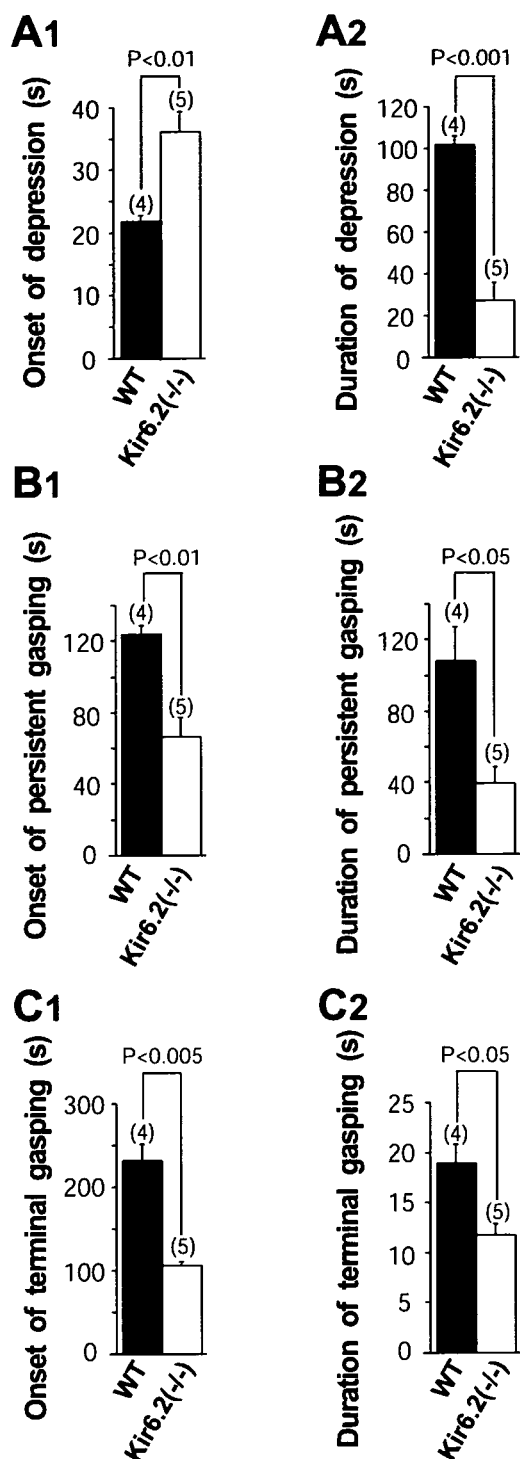 A1
P<0.01
Onset of depression (s)
40
30
20
10
0
(4)
(5)
WT
Kir6.2(-/-)
A2
P<0.001
Duration of depression (s)
120
100
80
60
40
20
0
(4)
(5)
WT
Kir6.2(-/-)
B1
P<0.01
Onset of persistent gasping (s)
120
80
40
0
(4)
(5)
WT
Kir6.2(-/-)
B2
P<0.05
Duration of persistent gasping (s)
120
80
40
0
(4)
(5)
WT
Kir6.2(-/-)
C1
P<0.005
Onset of terminal gasping (s)
300
200
100
0
(4)
(5)
WT
Kir6.2(-/-)
C2
P<0.05
Duration of terminal gasping (s)
25
20
15
10
5
0
(4)
(5)
WT
Kir6.2(-/-)